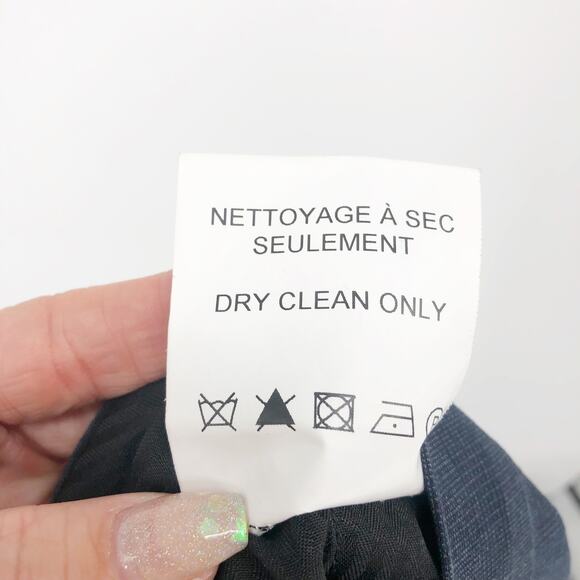 NETTOYAGE À SEC
SEULEMENT
DRY CLEAN ONLY